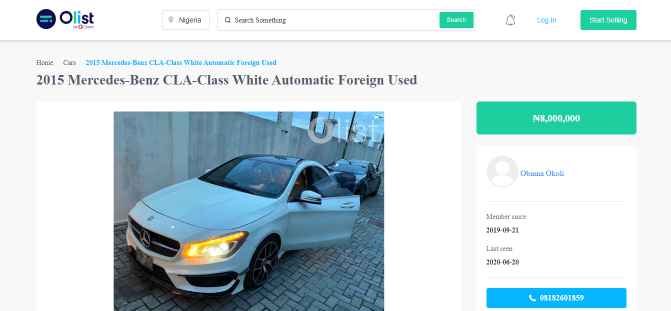 Olist
Nigeria
Search Something
Search
Log In
Start Selling
Home Cars 2015 Mercedes-Benz CLA-Class White Automatic Foreign Used
2015 Mercedes-Benz CLA-Class White Automatic Foreign Used
Olist
₦8,000,000
Obinna Okoli
Member since
2019-09-21
Last seen
2020-06-20
08182601859